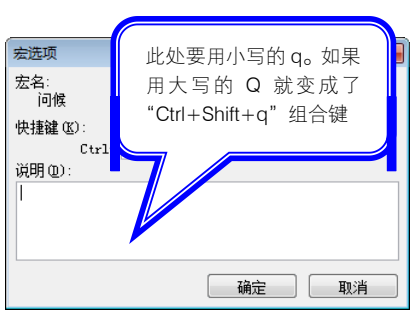 宏选项
此处要用小写的 q。如果
用大写的 Q 就变成了
“Ctrl+Shift+q” 组合键
宏名:
问候
快捷键(K):
Ctrl
说明(D):
确定
取消